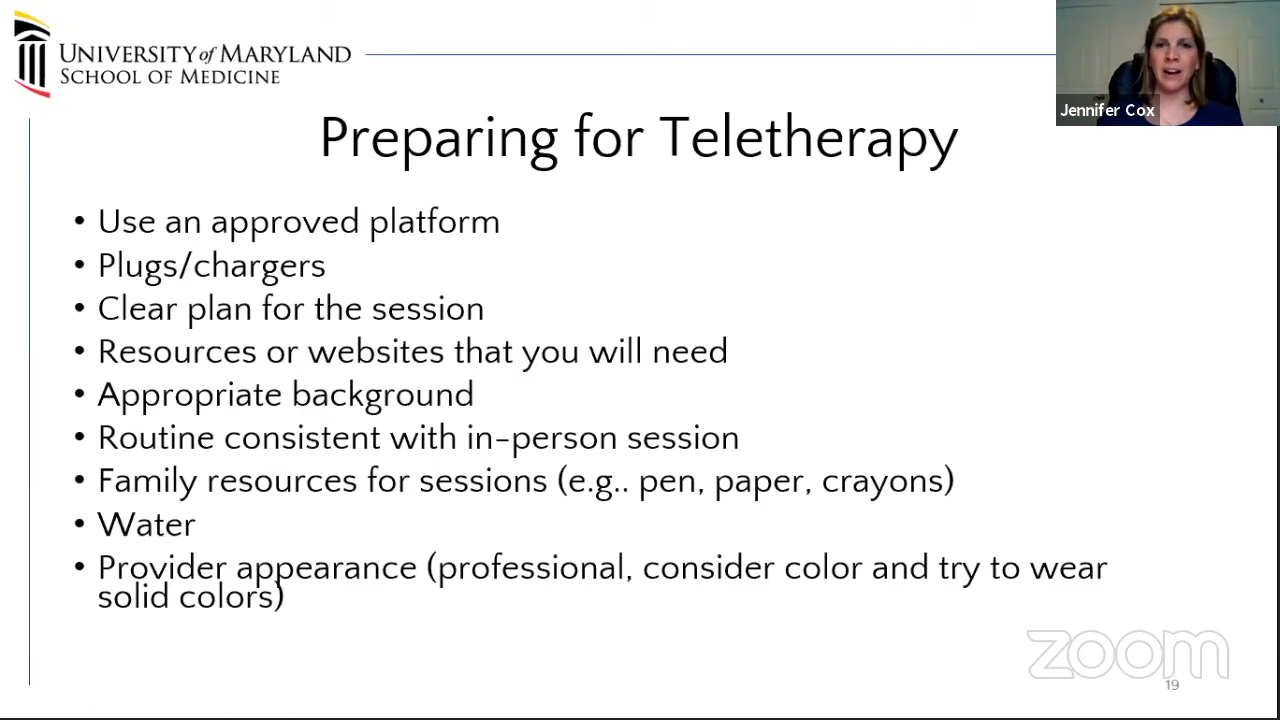 UNIVERSITY of MARYLAND
SCHOOL OF MEDICINE
Jennifer Cox
Preparing for Teletherapy
• Use an approved platform
• Plugs/chargers
• Clear plan for the session
• Resources or websites that you will need
• Appropriate background
• Routine consistent with in-person session
• Family resources for sessions (e.g.. pen, paper, crayons)
• Water
• Provider appearance (professional, consider color and try to wear
solid colors)
zoom
19